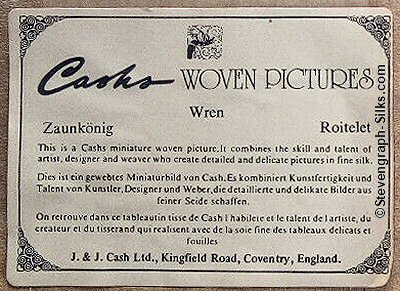 Cashs WOVEN PICTURES
Wren
Zaunkönig Roitelet
This is a Cashs miniature woven picture.It combines the skill and talent of
artist, designer and weaver who create detailed and delicate pictures in fine silk.
Dies ist ein gewebtes Miniaturbild von Cash.Es kombiniert Kunstfertigkeit und
Talent von Kunstler, Designer und Weber,die detaillierte und delikate Bilder aus
feiner Seide schaffen.
On retrouve dans ce tableautin tisse de Cash l habilete et le talent de l artiste, du
createur et du tisserand qui realisent avec de la soie fine des tableaux delicats et
fouilles
J. & J. Cash Ltd., Kingfield Road, Coventry, England.
©Stevengraph-Silks.com